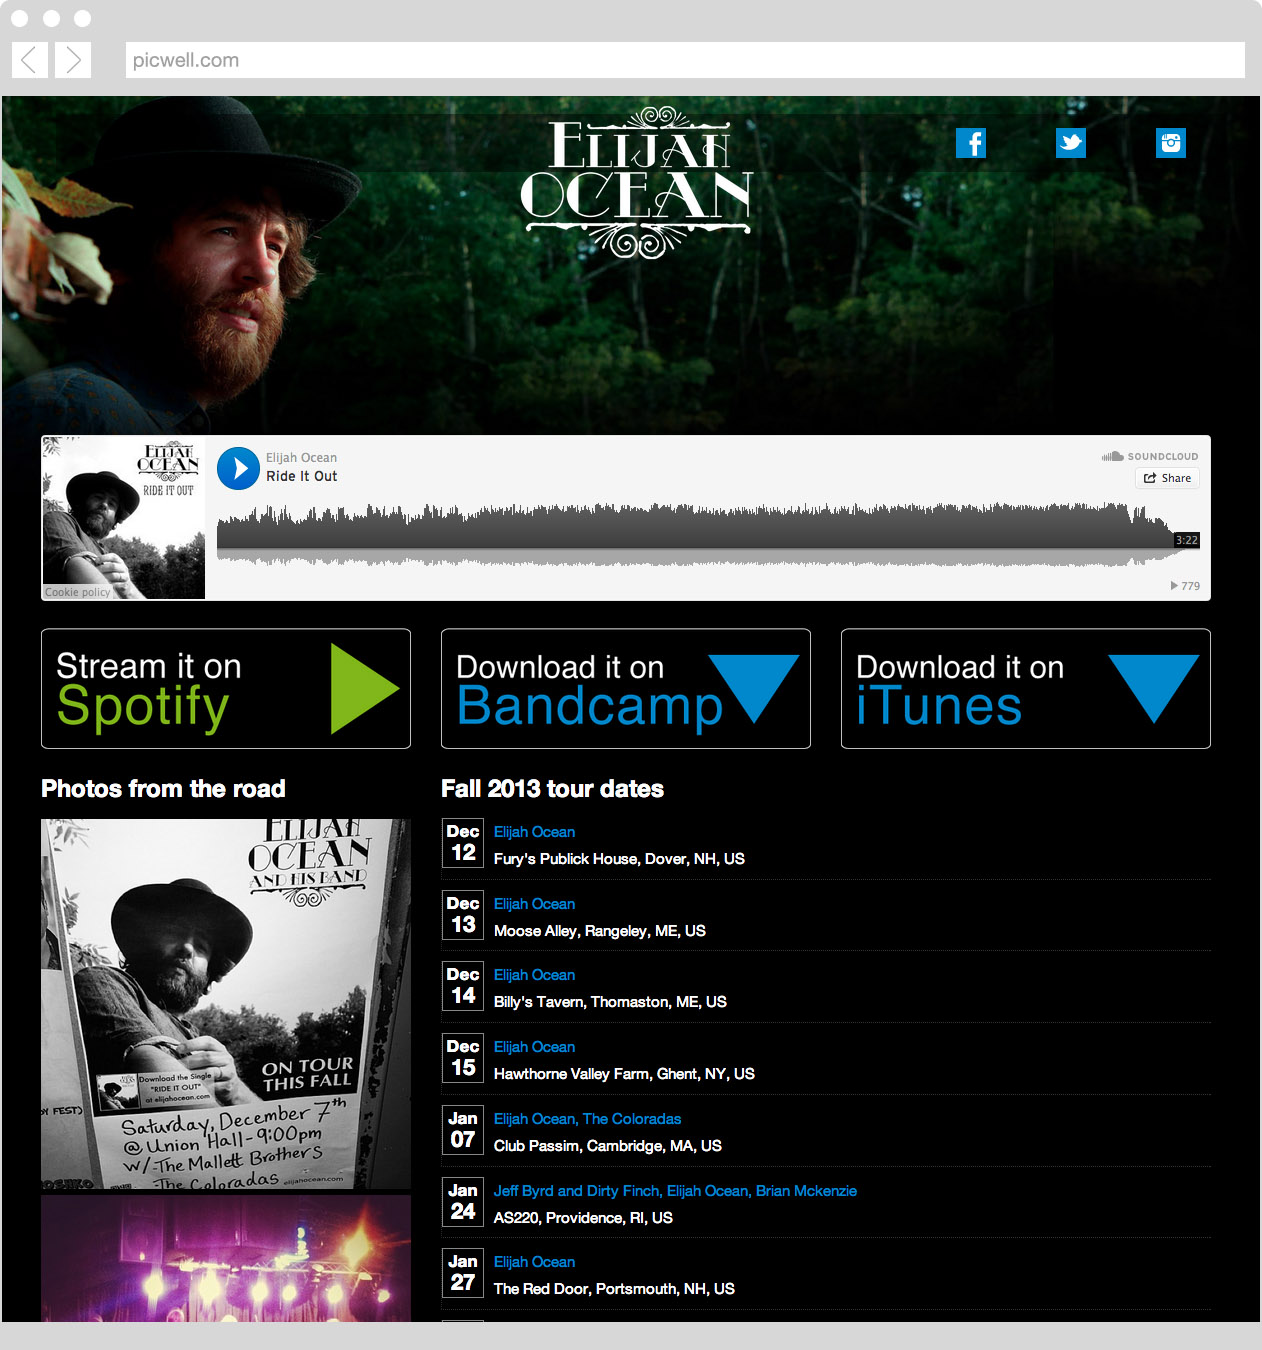 picwell.com
ELIJAH
OCEAN
ELIJAH
OCEAN
RIDE IT OUT
Cookie policy
Elijah Ocean
Ride It Out
SOUNDCLOUD
Share
3:22
779
Stream it on
Spotify
Download it on
Bandcamp
Download it on
iTunes
Photos from the road
ELIJAH
OCEAN
AND HIS BAND
ON TOUR
THIS FALL
Download the Single
"RIDE IT OUT"
at elijahocean.com
Y FEST)
Saturday, December 7th
@ Union Hall-9:00pm
w/-The Mallett Brothers
-The Coloradas
elijahocean.com
Fall 2013 tour dates
Dec
12
Elijah Ocean
Fury's Publick House, Dover, NH, US
Dec
13
Elijah Ocean
Moose Alley, Rangeley, ME, US
Dec
14
Elijah Ocean
Billy's Tavern, Thomaston, ME, US
Dec
15
Elijah Ocean
Hawthorne Valley Farm, Ghent, NY, US
Jan
07
Elijah Ocean, The Coloradas
Club Passim, Cambridge, MA, US
Jan
24
Jeff Byrd and Dirty Finch, Elijah Ocean, Brian Mckenzie
AS220, Providence, RI, US
Jan
27
Elijah Ocean
The Red Door, Portsmouth, NH, US